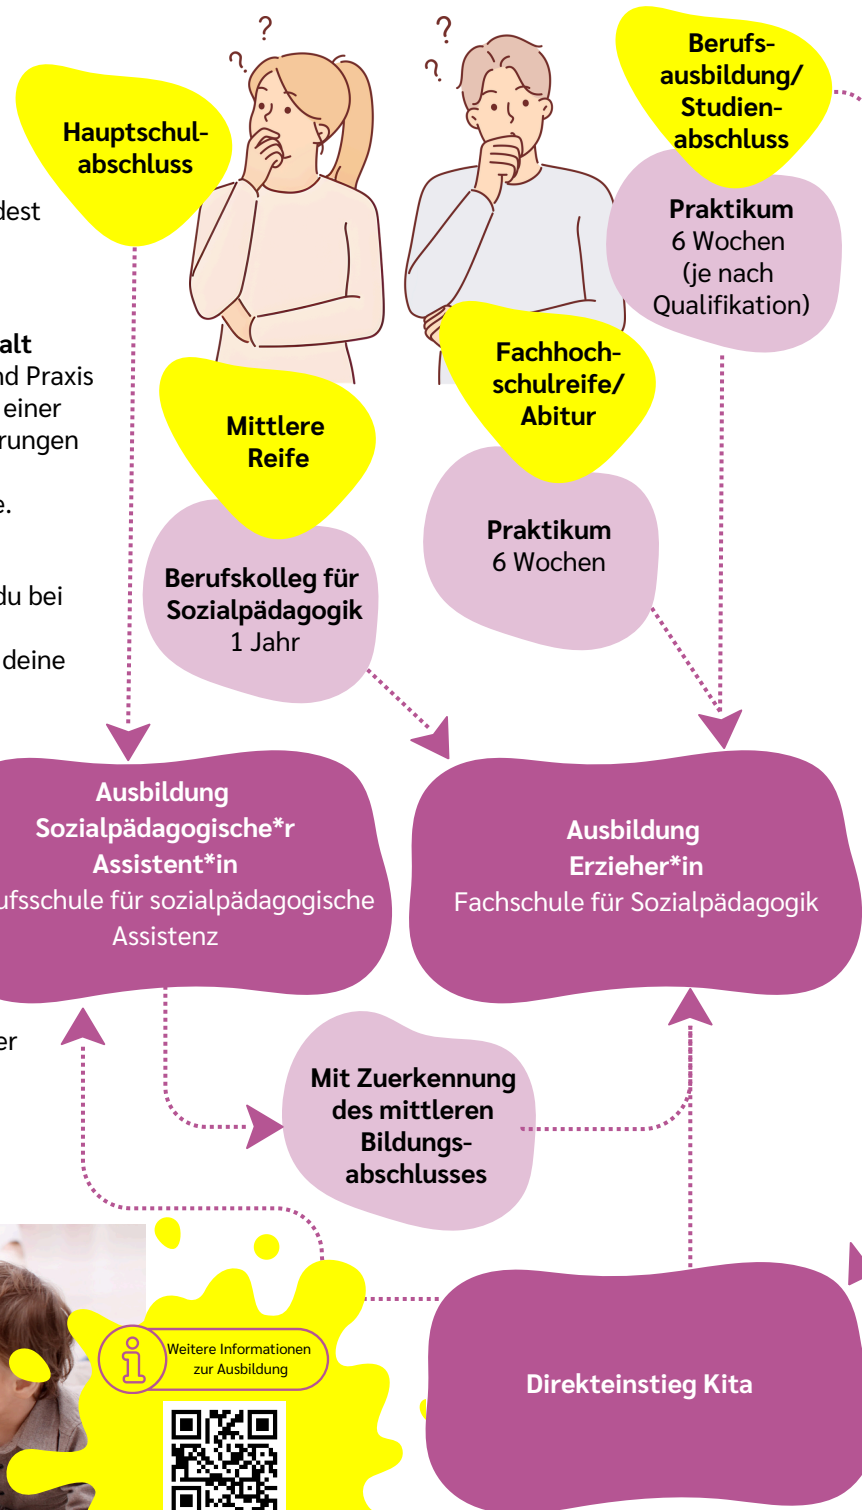 ?
?
?
?
?
?
Berufs-
ausbildung/
Studien-
abschluss
Hauptschul-
abschluss
Praktikum
6 Wochen
(je nach
Qualifikation)
alt
Praxis
einer
Fachhoch-
schulreife/
Abitur
Mittlere
Reife
Praktikum
6 Wochen
du bei
deine
Berufskolleg für
Sozialpädagogik
1 Jahr
Ausbildung
Sozialpädagogische*r
Assistent*in
ufsschule für sozialpädagogische
Assistenz
Ausbildung
Erzieher*in
Fachschule für Sozialpädagogik
er
Mit Zuerkennung
des mittleren
Bildungs-
abschlusses
Weitere Informationen
zur Ausbildung
Direkteinstieg Kita